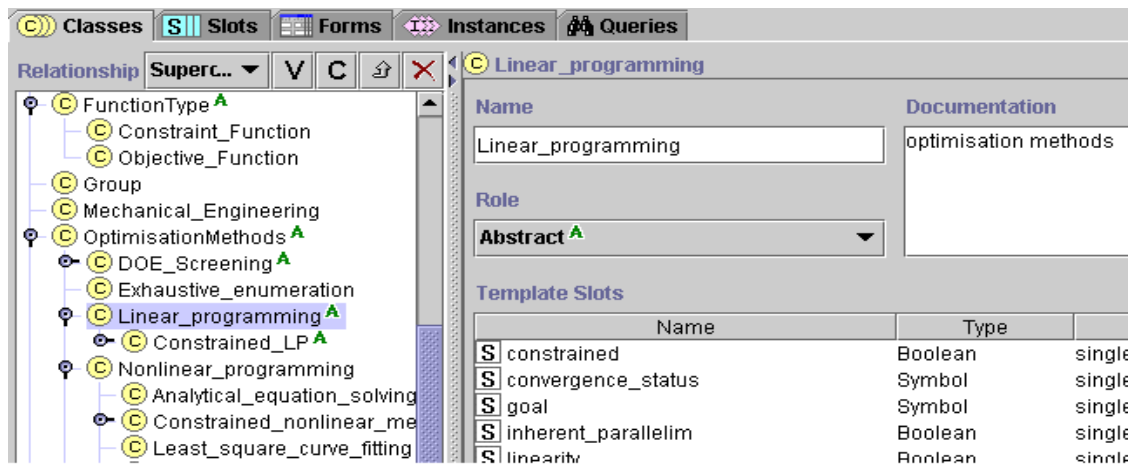 Classes Slots Forms Instances Queries
Relationship Superc...
V C
FunctionType A
Constraint_Function
Objective_Function
Group
Mechanical_Engineering
OptimisationMethods A
DOE_Screening A
Exhaustive_enumeration
Linear_programming A
Constrained_LP A
Nonlinear_programming
Analytical_equation_solving
Constrained_nonlinear_me
Least_square_curve_fitting
C Linear_programming
Name
Linear_programming
Documentation
optimisation methods
Role
Abstract A
Template Slots
Name Type
S constrained Boolean single
S convergence_status Symbol single
S goal Symbol single
S inherent_parallelim Boolean single
S linearity Boolean single